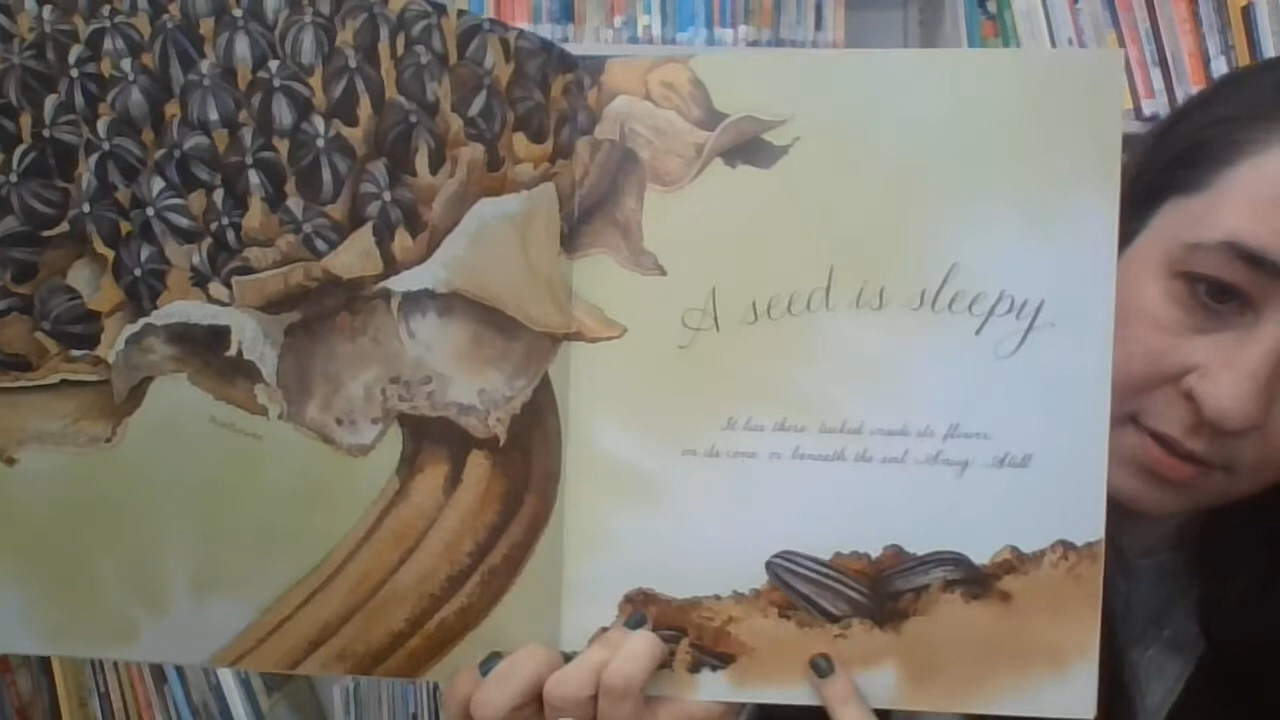 A seed is sleepy
It lies there tucked inside its flower
on its cone or beneath the soil Snug Still